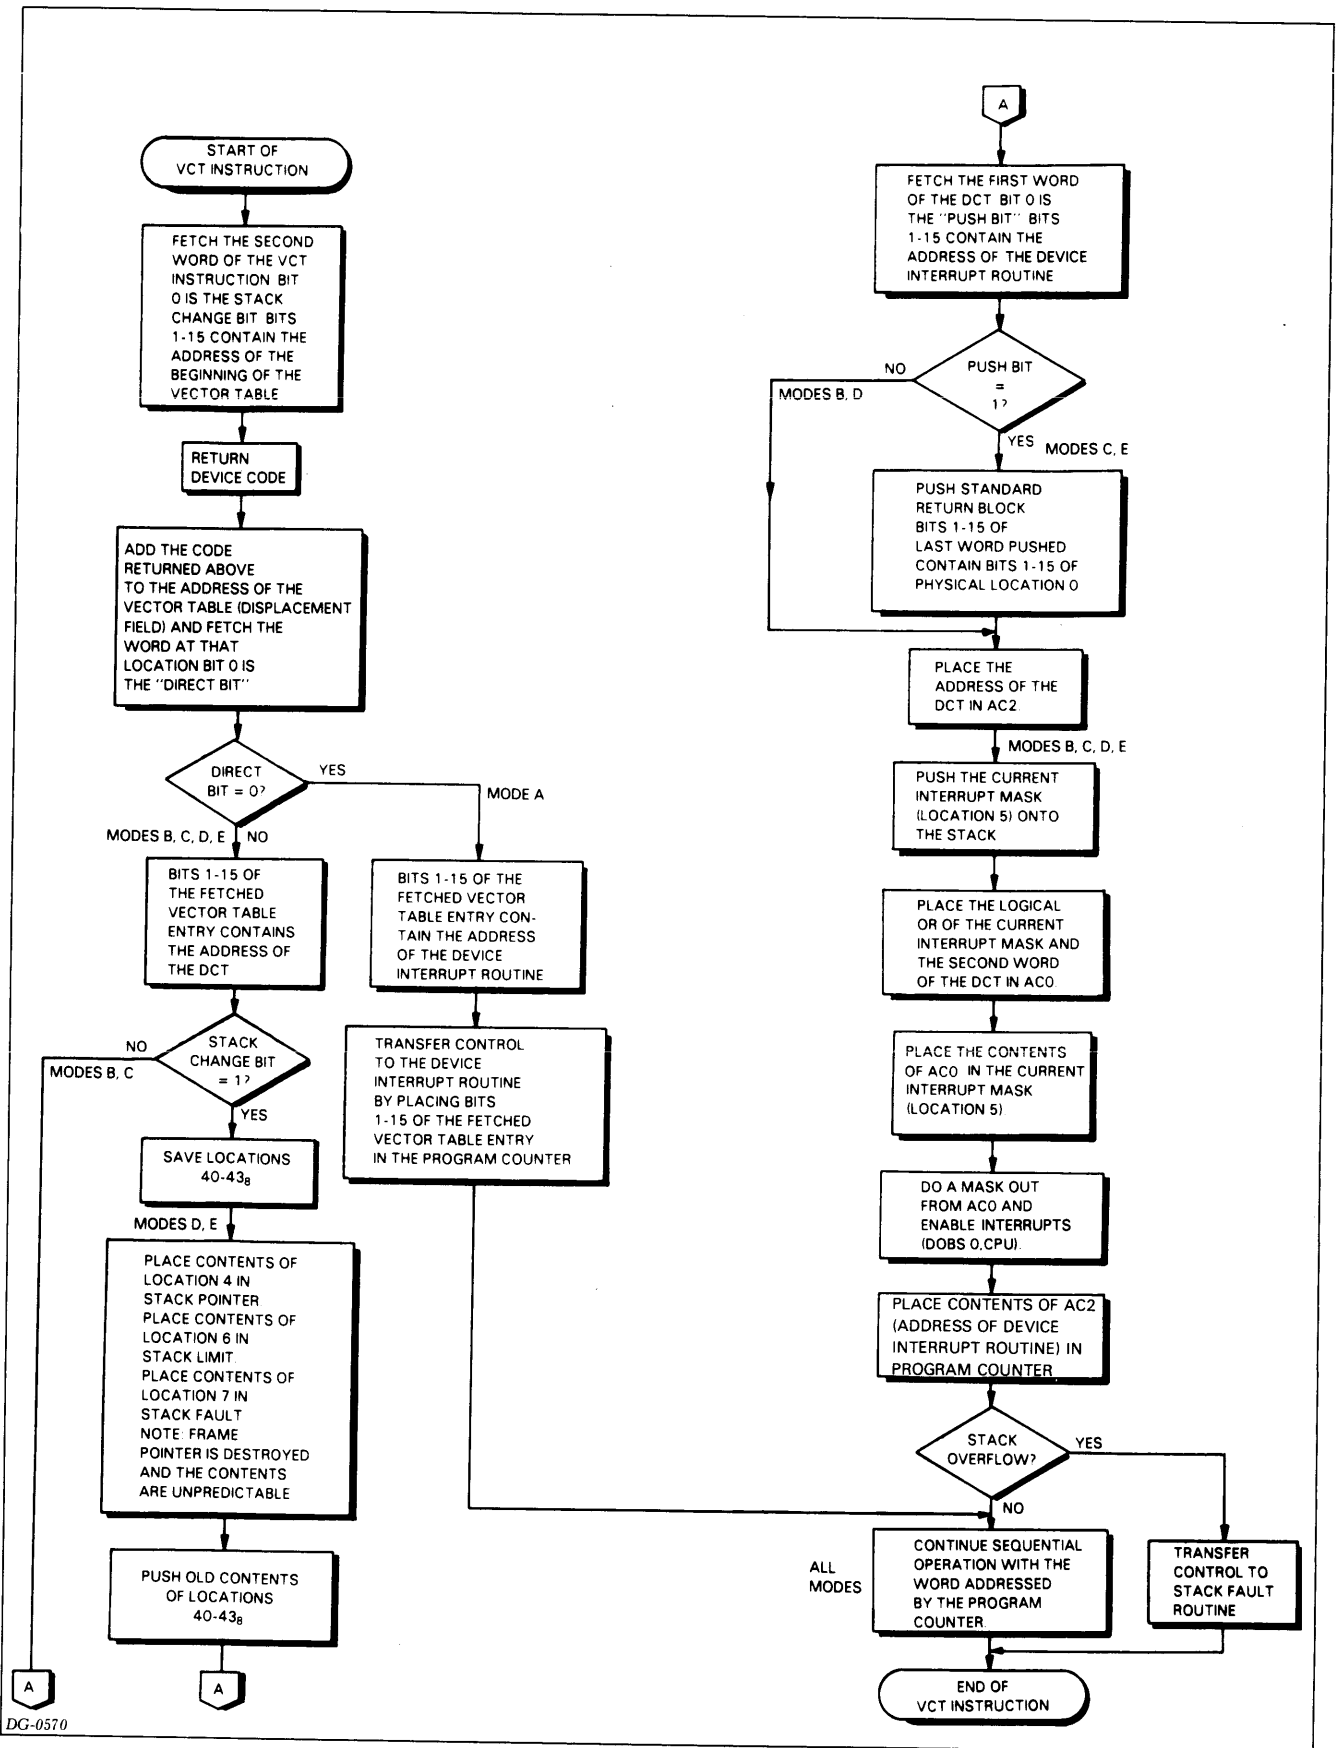 START OF
VCT INSTRUCTION
FETCH THE SECOND
WORD OF THE VCT
INSTRUCTION BIT
0 IS THE STACK
CHANGE BIT BITS
1-15 CONTAIN THE
ADDRESS OF THE
BEGINNING OF THE
VECTOR TABLE
RETURN
DEVICE CODE
ADD THE CODE
RETURNED ABOVE
TO THE ADDRESS OF THE
VECTOR TABLE (DISPLACEMENT
FIELD) AND FETCH THE
WORD AT THAT
LOCATION BIT 0 IS
THE "DIRECT BIT"
DIRECT
BIT = 0?
YES
MODE A
MODES B, C, D, E
NO
BITS 1-15 OF
THE FETCHED
VECTOR TABLE
ENTRY CONTAINS
THE ADDRESS OF
THE DCT
BITS 1-15 OF THE
FETCHED VECTOR
TABLE ENTRY CON-
TAIN THE ADDRESS
OF THE DEVICE
INTERRUPT ROUTINE
STACK
CHANGE BIT
= 1?
NO
MODES B, C
YES
TRANSFER CONTROL
TO THE DEVICE
INTERRUPT ROUTINE
BY PLACING BITS
1-15 OF THE FETCHED
VECTOR TABLE ENTRY
IN THE PROGRAM COUNTER
SAVE LOCATIONS
40-43₈
MODES D, E
PLACE CONTENTS OF
LOCATION 4 IN
STACK POINTER
PLACE CONTENTS OF
LOCATION 6 IN
STACK LIMIT.
PLACE CONTENTS OF
LOCATION 7 IN
STACK FAULT
NOTE: FRAME
POINTER IS DESTROYED
AND THE CONTENTS
ARE UNPREDICTABLE
PUSH OLD CONTENTS
OF LOCATIONS
40-43₈
A
A
DG-0570
A
FETCH THE FIRST WORD
OF THE DCT BIT 0 IS
THE "PUSH BIT" BITS
1-15 CONTAIN THE
ADDRESS OF THE DEVICE
INTERRUPT ROUTINE
PUSH BIT
=
1?
NO
MODES B, D
YES
MODES C, E
PUSH STANDARD
RETURN BLOCK
BITS 1-15 OF
LAST WORD PUSHED
CONTAIN BITS 1-15 OF
PHYSICAL LOCATION 0
PLACE THE
ADDRESS OF THE
DCT IN AC2.
MODES B, C, D, E
PUSH THE CURRENT
INTERRUPT MASK
(LOCATION 5) ONTO
THE STACK
PLACE THE LOGICAL
OR OF THE CURRENT
INTERRUPT MASK AND
THE SECOND WORD
OF THE DCT IN AC0.
PLACE THE CONTENTS
OF AC0 IN THE CURRENT
INTERRUPT MASK
(LOCATION 5)
DO A MASK OUT
FROM AC0 AND
ENABLE INTERRUPTS
(DOBS 0,CPU).
PLACE CONTENTS OF AC2
(ADDRESS OF DEVICE
INTERRUPT ROUTINE) IN
PROGRAM COUNTER
STACK
OVERFLOW?
YES
NO
ALL
MODES
CONTINUE SEQUENTIAL
OPERATION WITH THE
WORD ADDRESSED
BY THE PROGRAM
COUNTER.
TRANSFER
CONTROL TO
STACK FAULT
ROUTINE
END OF
VCT INSTRUCTION